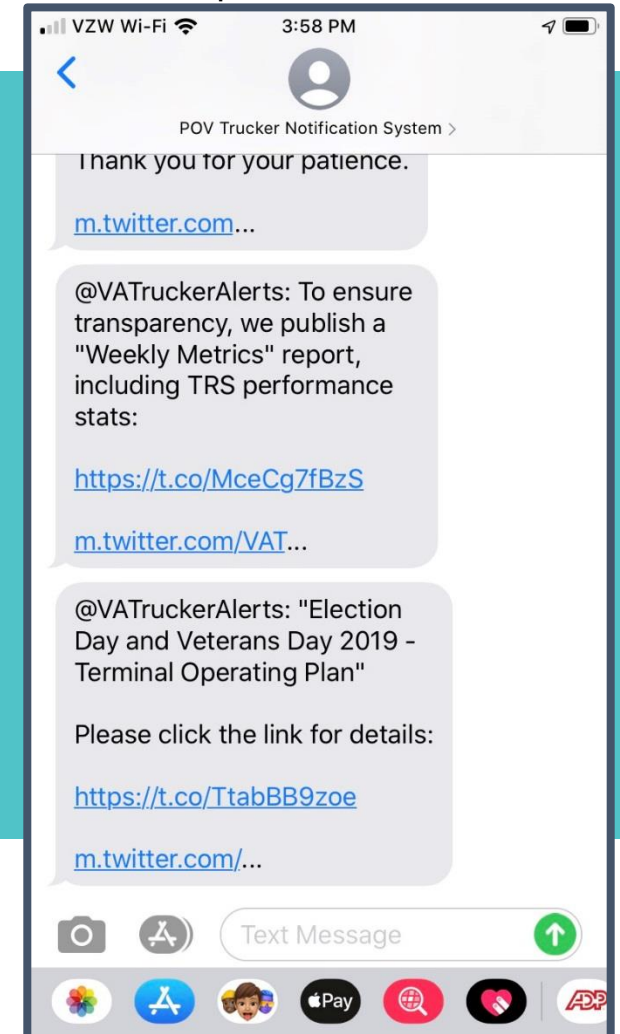 VZW Wi-Fi 3:58 PM
POV Trucker Notification System >
Thank you for your patience.
m.twitter.com...
@VATruckerAlerts: To ensure
transparency, we publish a
"Weekly Metrics" report,
including TRS performance
stats:
https://t.co/MceCg7fBzS
m.twitter.com/VAT...
@VATruckerAlerts: "Election
Day and Veterans Day 2019 -
Terminal Operating Plan"
Please click the link for details:
https://t.co/TtabBB9zoe
m.twitter.com/...
Text Message
Pay
ADP